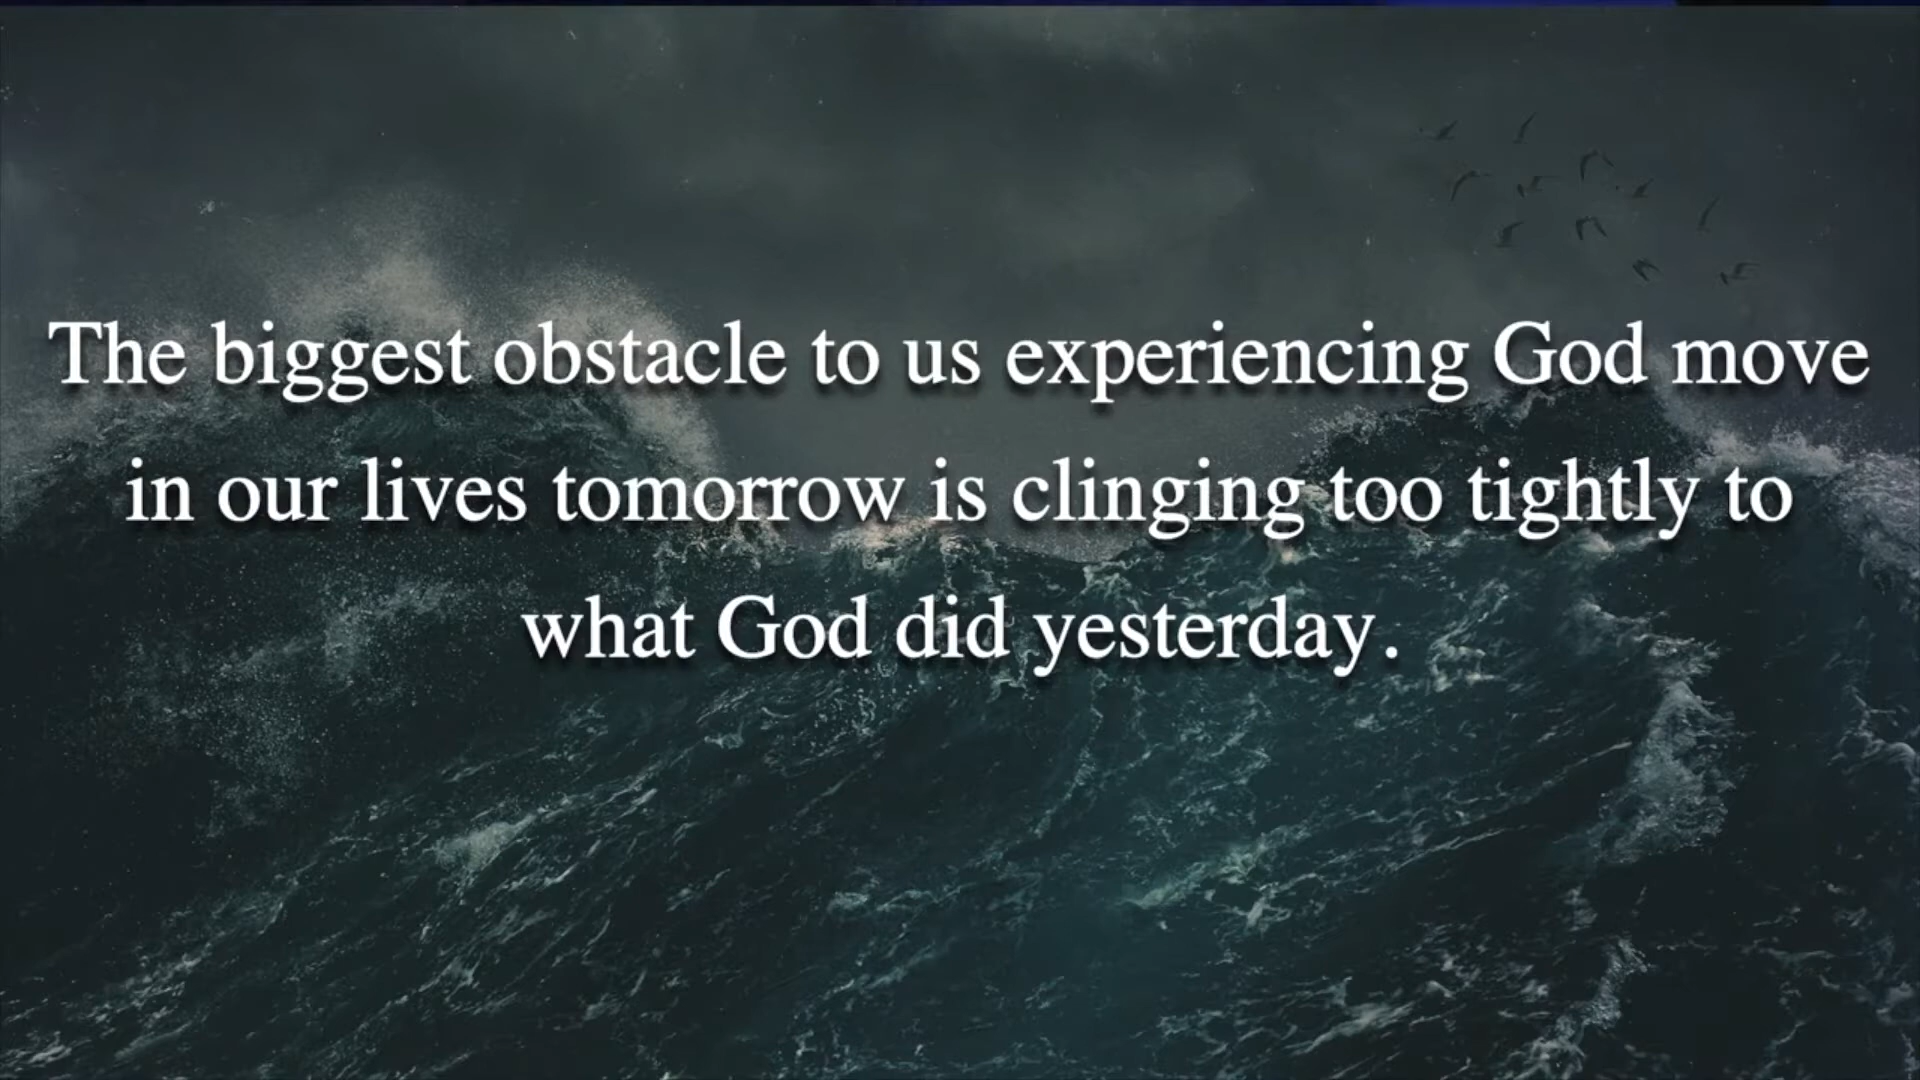 The biggest obstacle to us experiencing God move
in our lives tomorrow is clinging too tightly to
what God did yesterday.